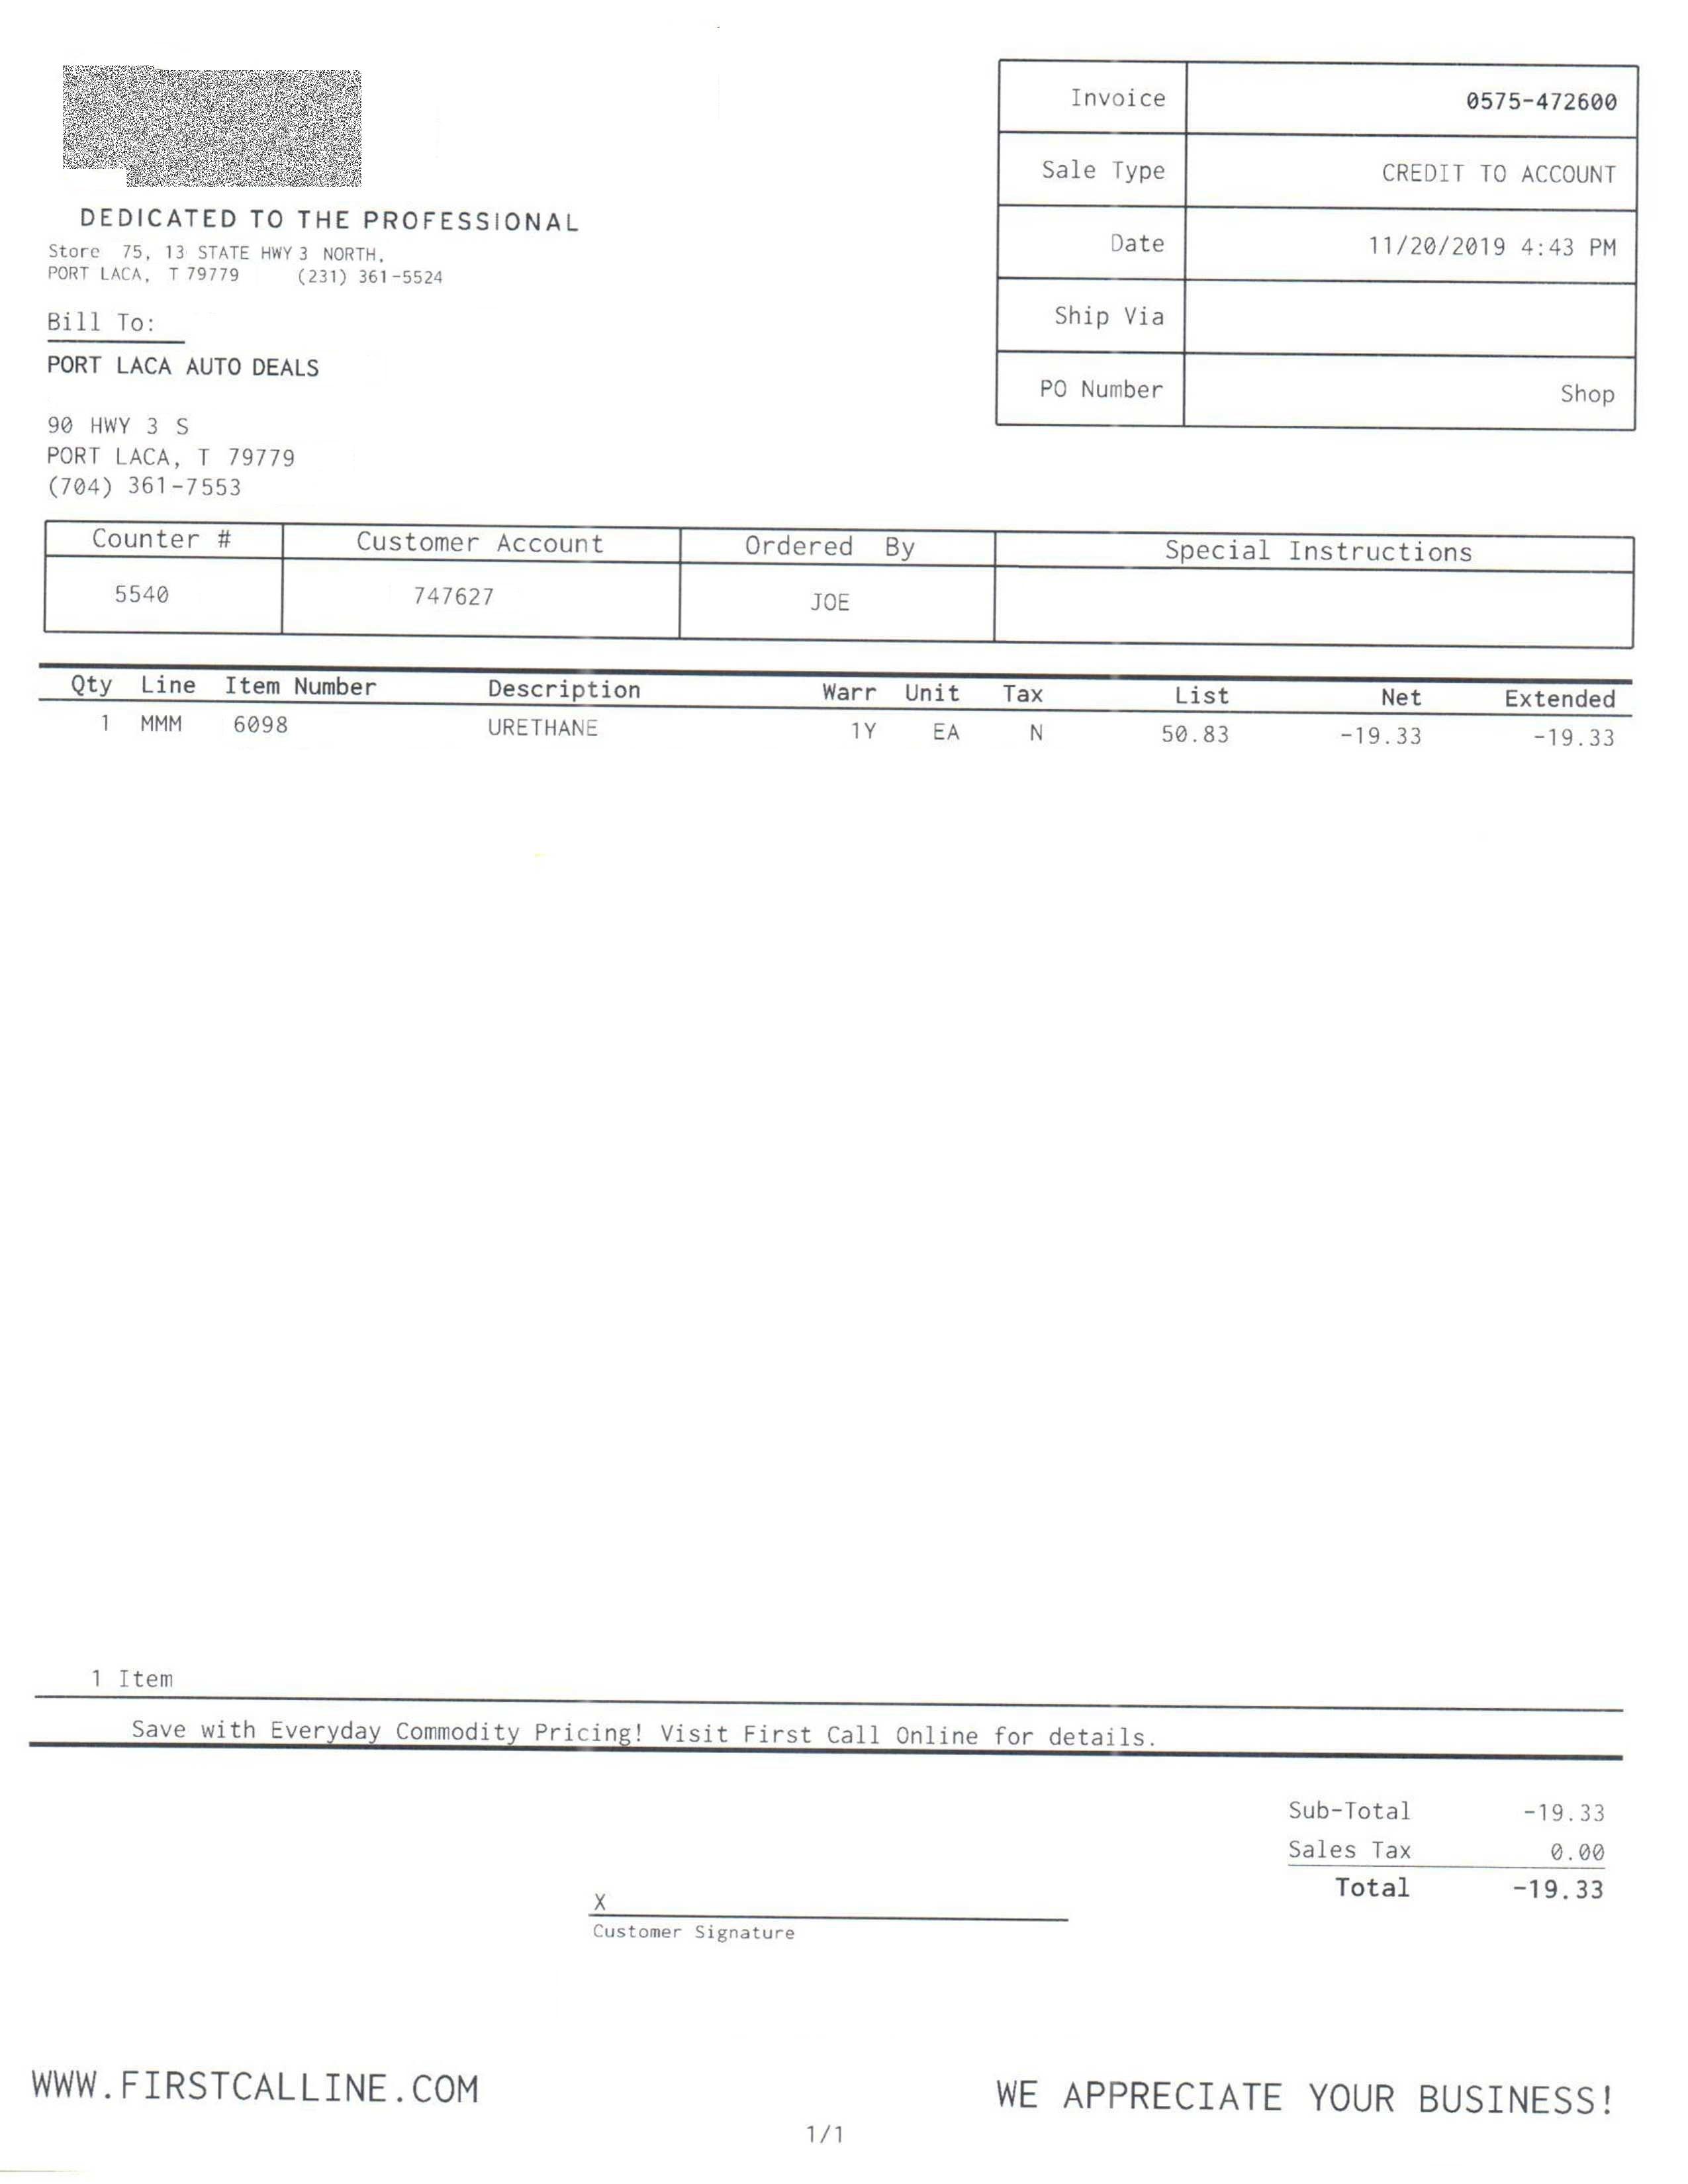 Invoice 0575-472600
Sale Type CREDIT TO ACCOUNT
Date 11/20/2019 4:43 PM
Ship Via
PO Number Shop
DEDICATED TO THE PROFESSIONAL
Store 75, 13 STATE HWY 3 NORTH,
PORT LACA, T 79779 (231) 361-5524
Bill To:
PORT LACA AUTO DEALS
90 HWY 3 S
PORT LACA, T 79779
(704) 361-7553
Counter # Customer Account Ordered By Special Instructions
5540 747627 JOE
Qty Line Item Number Description Warr Unit Tax List Net Extended
1 MMM 6098 URETHANE 1Y EA N 50.83 -19.33 -19.33
1 Item
Save with Everyday Commodity Pricing! Visit First Call Online for details.
Sub-Total -19.33
Sales Tax 0.00
Total -19.33
X
Customer Signature
WWW.FIRSTCALLINE.COM
WE APPRECIATE YOUR BUSINESS!
1/1